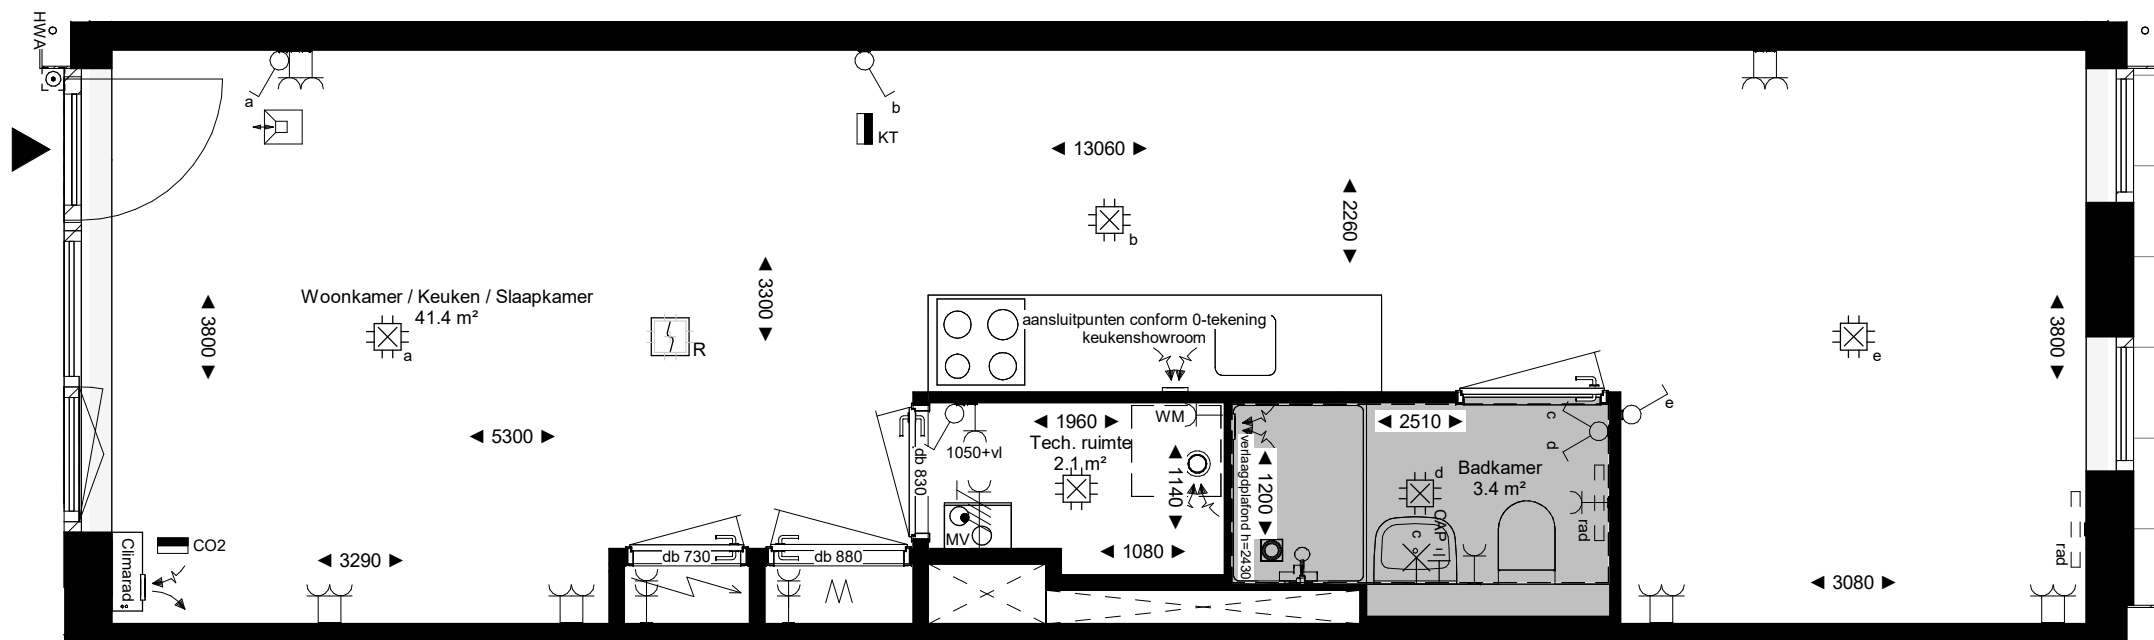 HWA
a
b
KT
13060
2260
b
Woonkamer / Keuken / Slaapkamer
41.4 m²
3800
a
R
3300
aansluitpunten conform 0-tekening
keukenshowroom
e
3800
5300
db 830
1050+vl
1960
Tech. ruimte
2.1 m²
WM
1140
MV
1080
verlaagdplafond h=2430
1200
2510
c
d
e
Badkamer
3.4 m²
d
CAP
c
rad
rad
Climarad
CO2
3290
db 730
db 880
3080